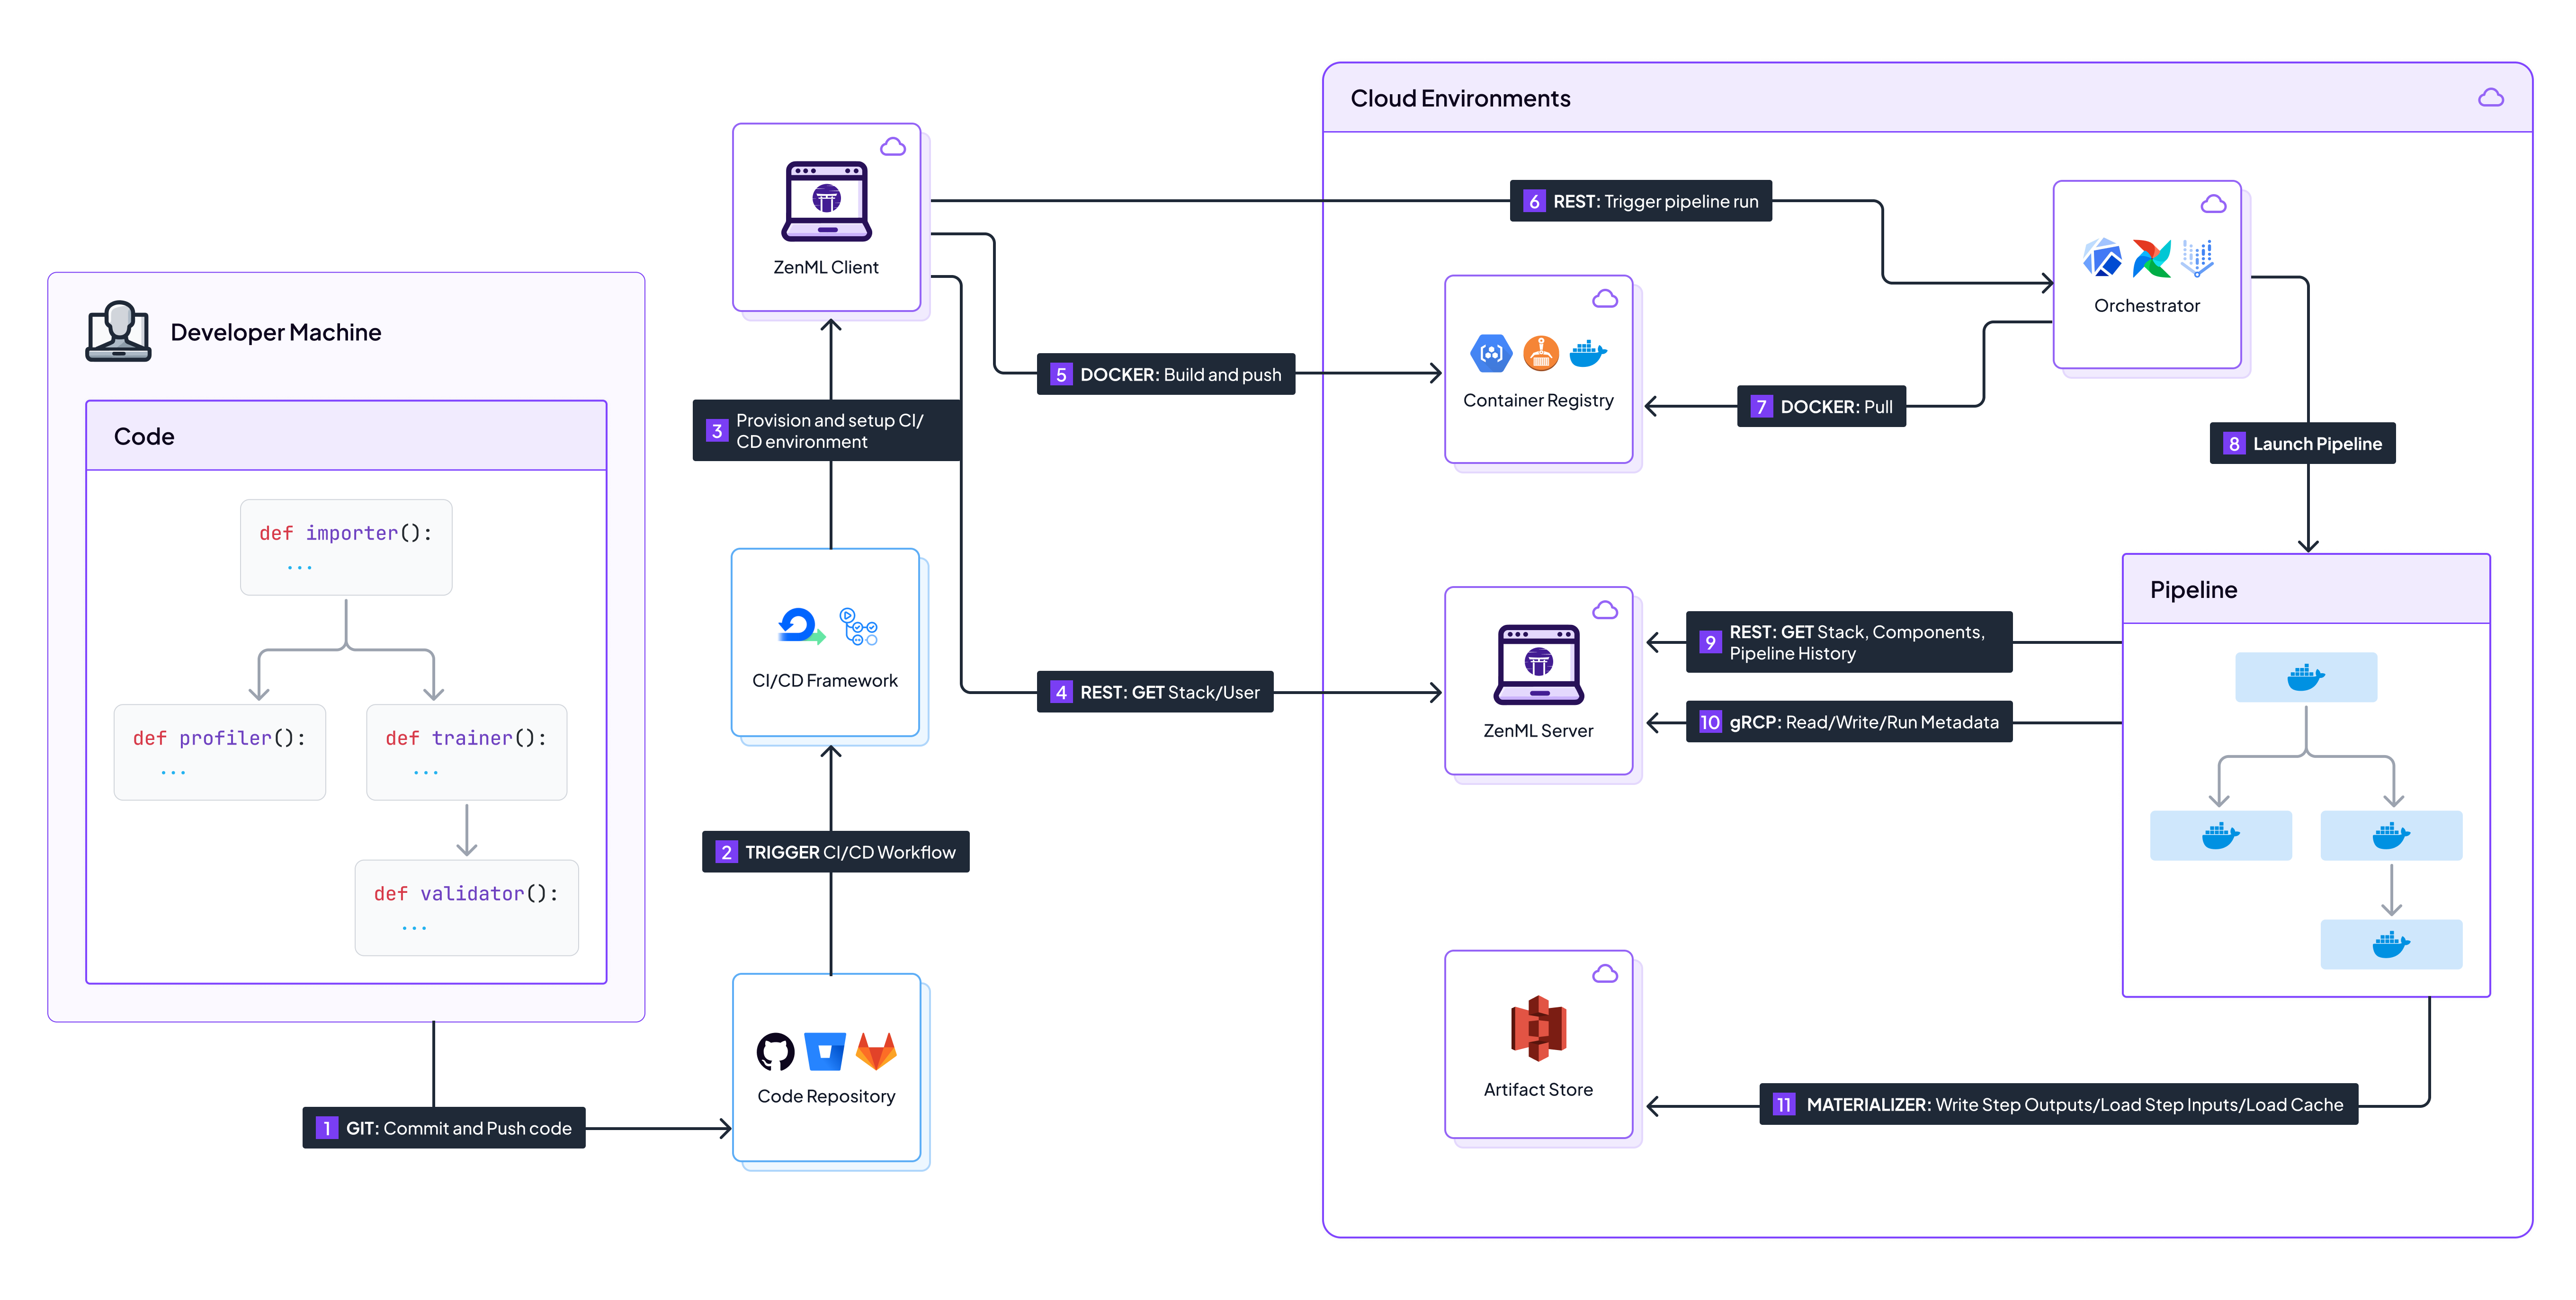 Cloud Environments
ZenML Client
6 REST: Trigger pipeline run
Orchestrator
Developer Machine
5 DOCKER: Build and push
Container Registry
7 DOCKER: Pull
3 Provision and setup CI/
CD environment
8 Launch Pipeline
Code
def importer():
...
def profiler():
...
def trainer():
...
def validator():
...
CI/CD Framework
4 REST: GET Stack/User
ZenML Server
9 REST: GET Stack, Components,
Pipeline History
10 gRCP: Read/Write/Run Metadata
Pipeline
2 TRIGGER CI/CD Workflow
Code Repository
1 GIT: Commit and Push code
Artifact Store
11 MATERIALIZER: Write Step Outputs/Load Step Inputs/Load Cache